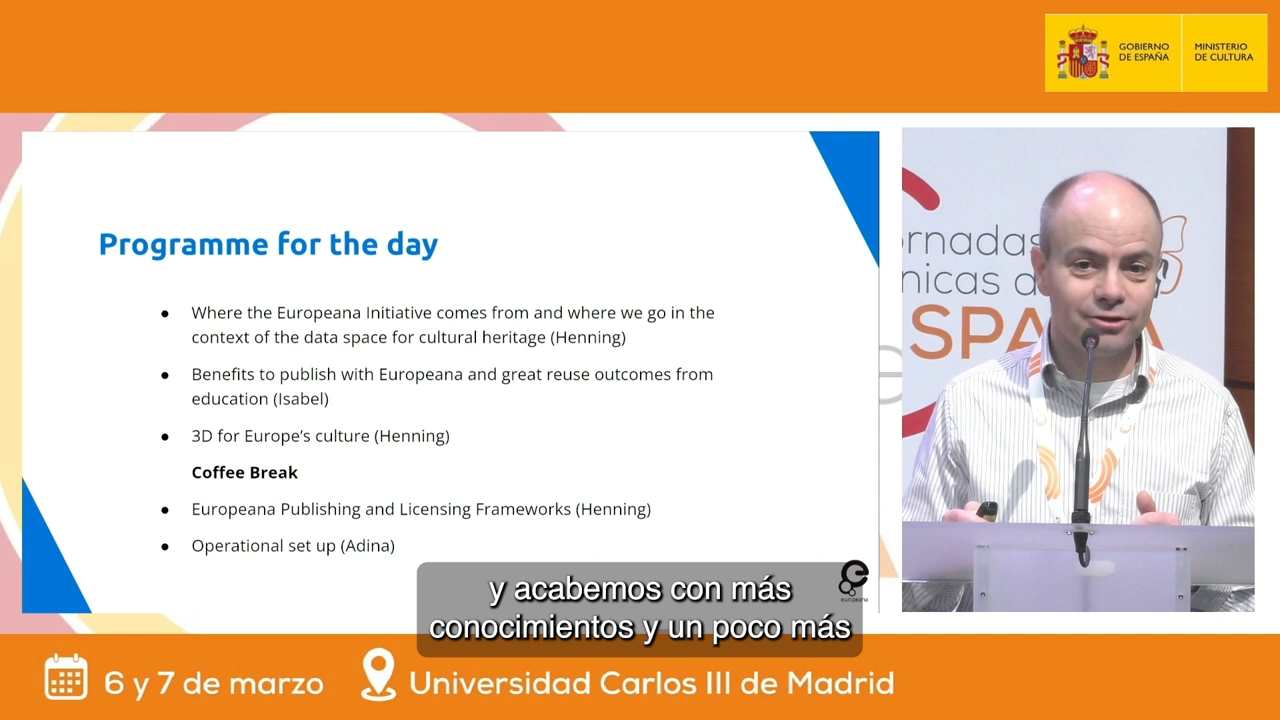 GOBIERNO
DE ESPAÑA
MINISTERIO
DE CULTURA
Programme for the day
● Where the Europeana Initiative comes from and where we go in the
context of the data space for cultural heritage (Henning)
● Benefits to publish with Europeana and great reuse outcomes from
education (Isabel)
● 3D for Europe’s culture (Henning)
Coffee Break
● Europeana Publishing and Licensing Frameworks (Henning)
● Operational set up (Adina)
europeana
ornadas
nicas d
SPA
A
e
y acabemos con más
conocimientos y un poco más
6 y 7 de marzo
Universidad Carlos III de Madrid